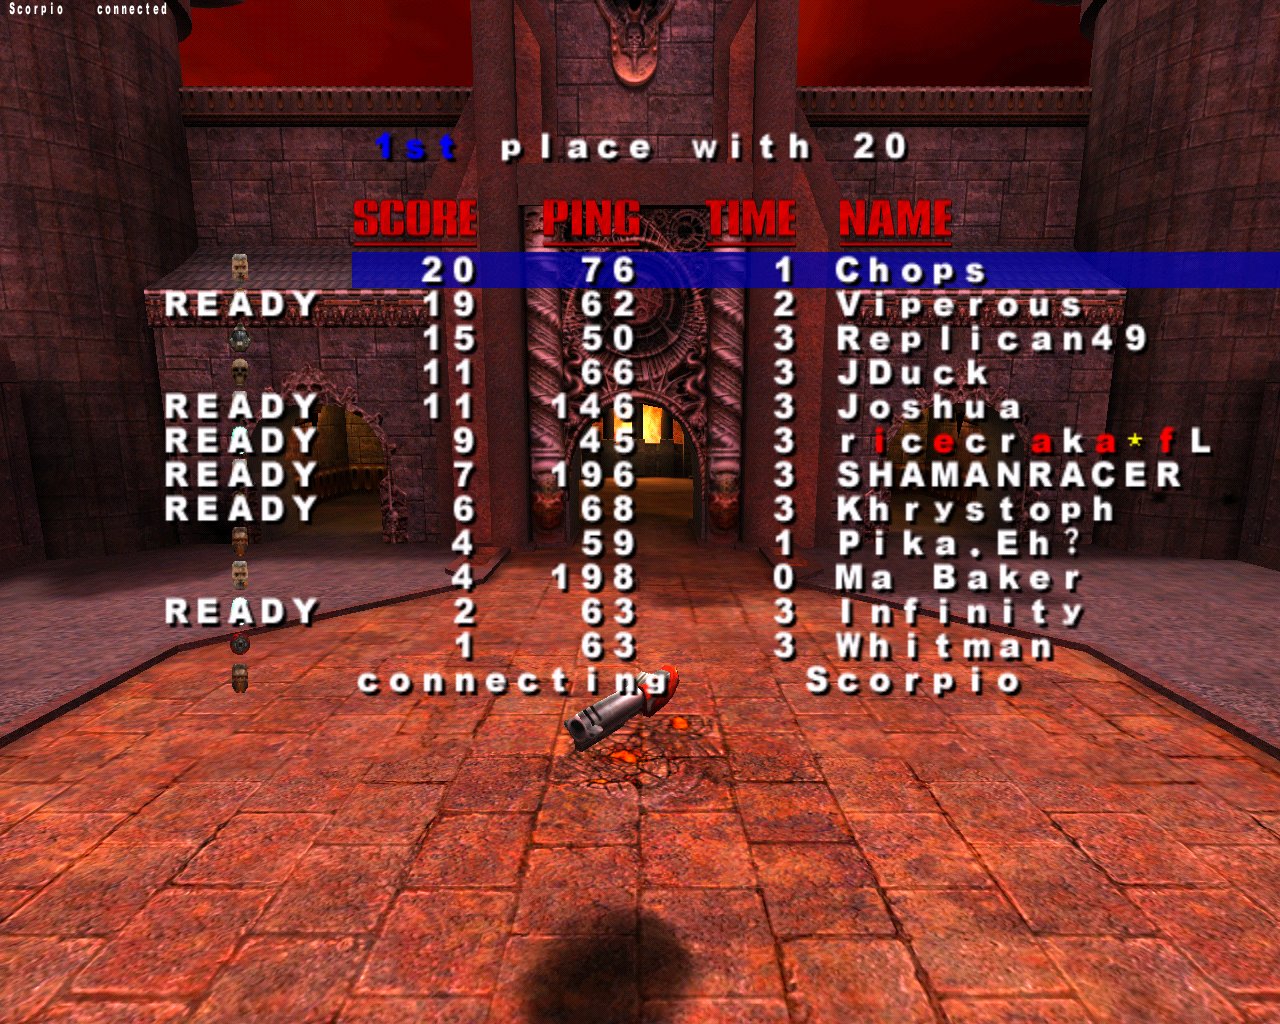 Scorpio connected
1st place with 20
SCORE PING TIME NAME
20 76 1 Chops
READY 19 62 2 Viperous
15 50 3 Replican49
11 66 3 JDuck
READY 11 146 3 Joshua
READY 9 45 3 ricecraka*fL
READY 7 196 3 SHAMANRACER
READY 6 68 3 Khrystoph
4 59 1 Pika.Eh?
4 198 0 Ma Baker
READY 2 63 3 Infinity
1 63 3 Whitman
connecting Scorpio